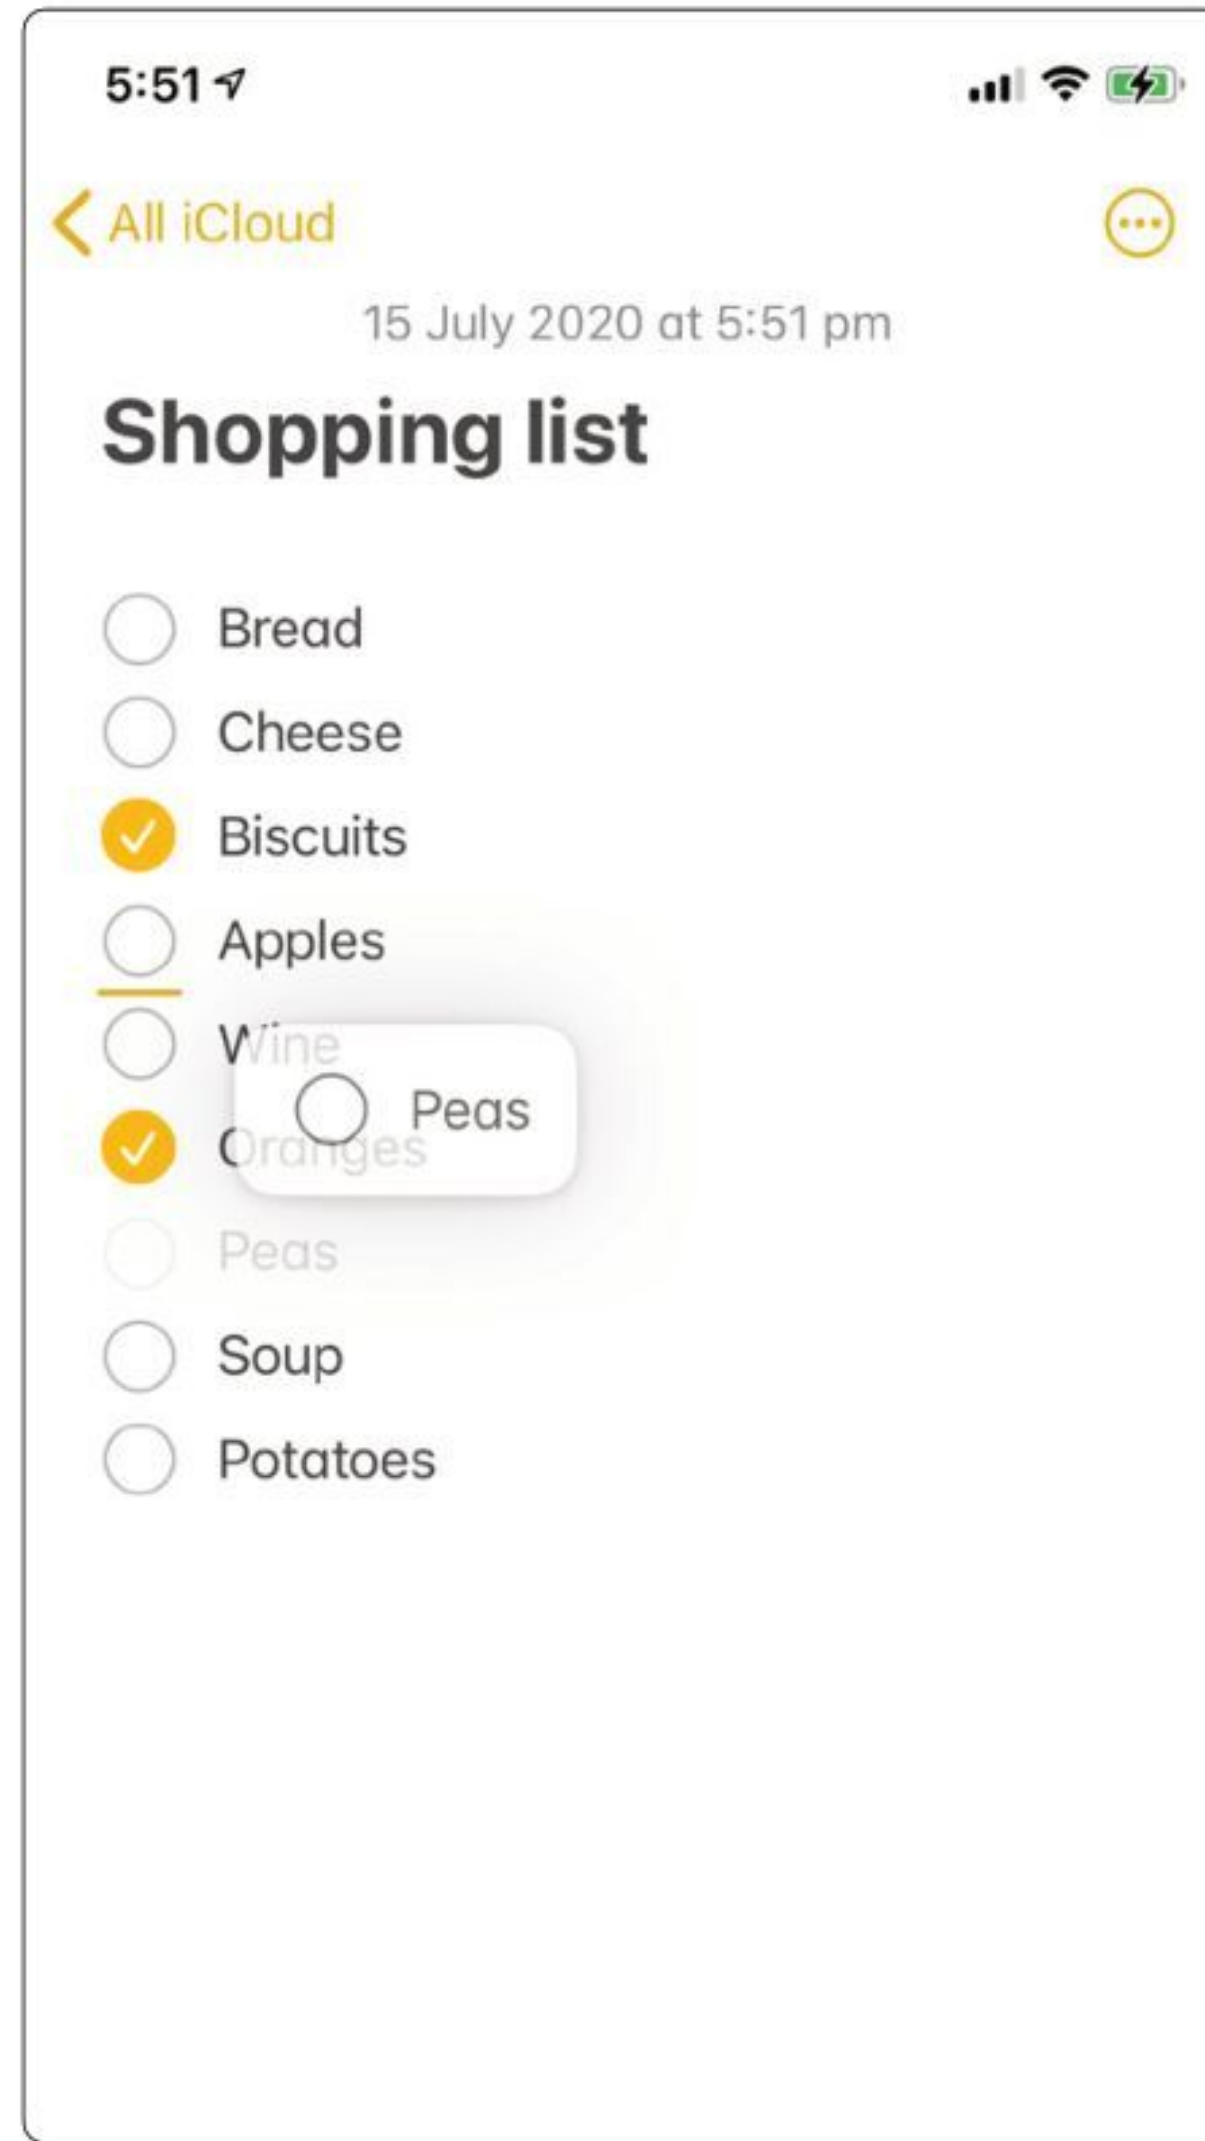 5:51
All iCloud
15 July 2020 at 5:51 pm
Shopping list
Bread
Cheese
Biscuits
Apples
Wine
Peas
Oranges
Peas
Soup
Potatoes